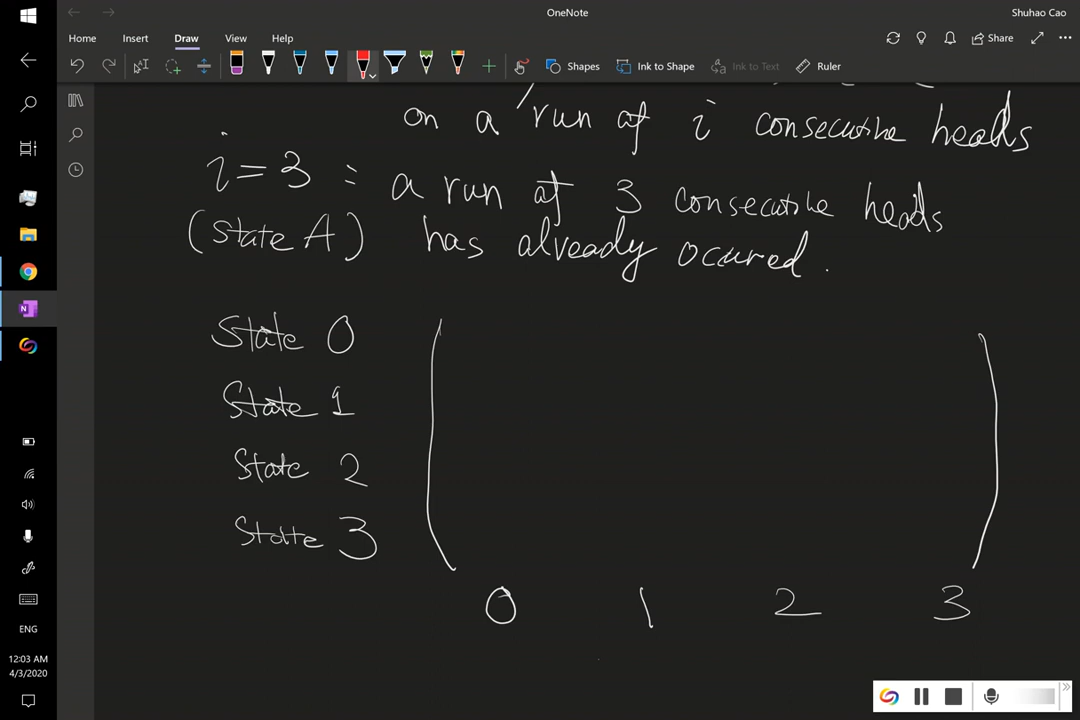 OneNote
Shuhao Cao
Home Insert Draw View Help
Share
Shapes
Ink to Shape
Ink to Text
Ruler
on a run of i consecutive heads
i = 3 : a run of 3 consecutive heads
(state A) has already occured.
State 0
State 1
State 2
State 3
0 1 2 3
ENG
12:03 AM
4/3/2020